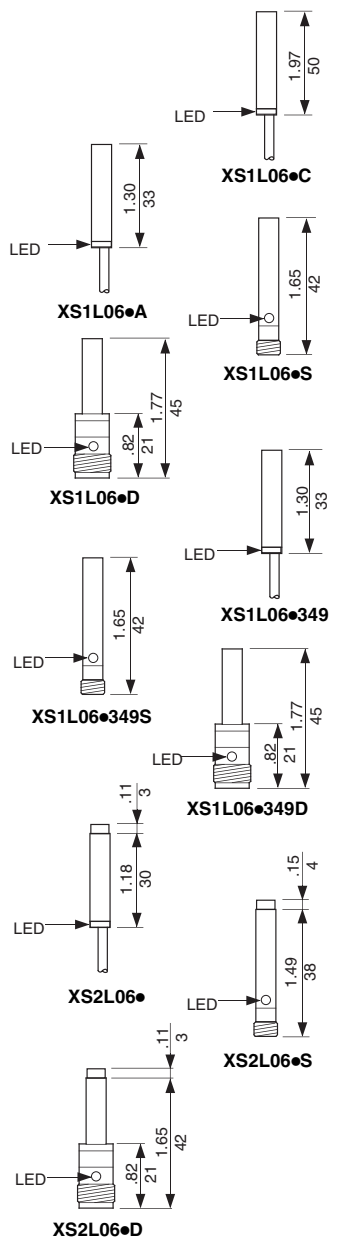 1.97
50
LED
XS1L06●C
1.30
33
LED
XS1L06●A
1.65
42
LED
XS1L06●S
1.77
45
.82
21
LED
XS1L06●D
1.30
33
LED
XS1L06●349
1.65
42
LED
XS1L06●349S
1.77
45
.82
21
LED
XS1L06●349D
.11
3
1.18
30
LED
XS2L06●
.15
4
1.49
38
LED
XS2L06●S
.11
3
1.65
42
.82
21
LED
XS2L06●D